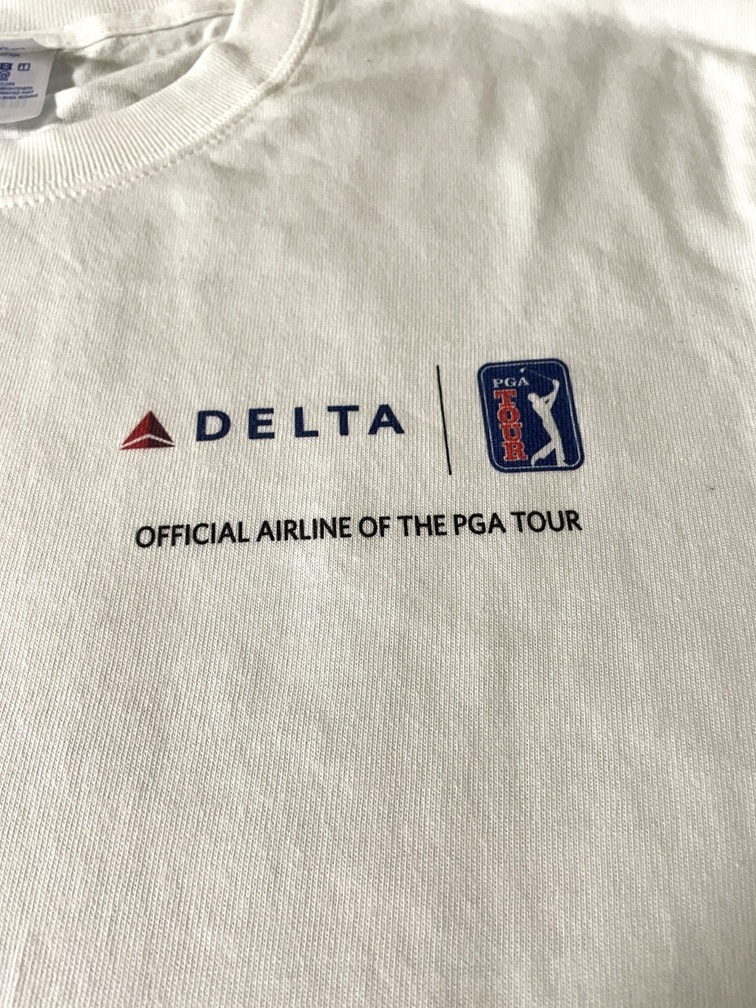 DELTA
PGA
TOUR
OFFICIAL AIRLINE OF THE PGA TOUR